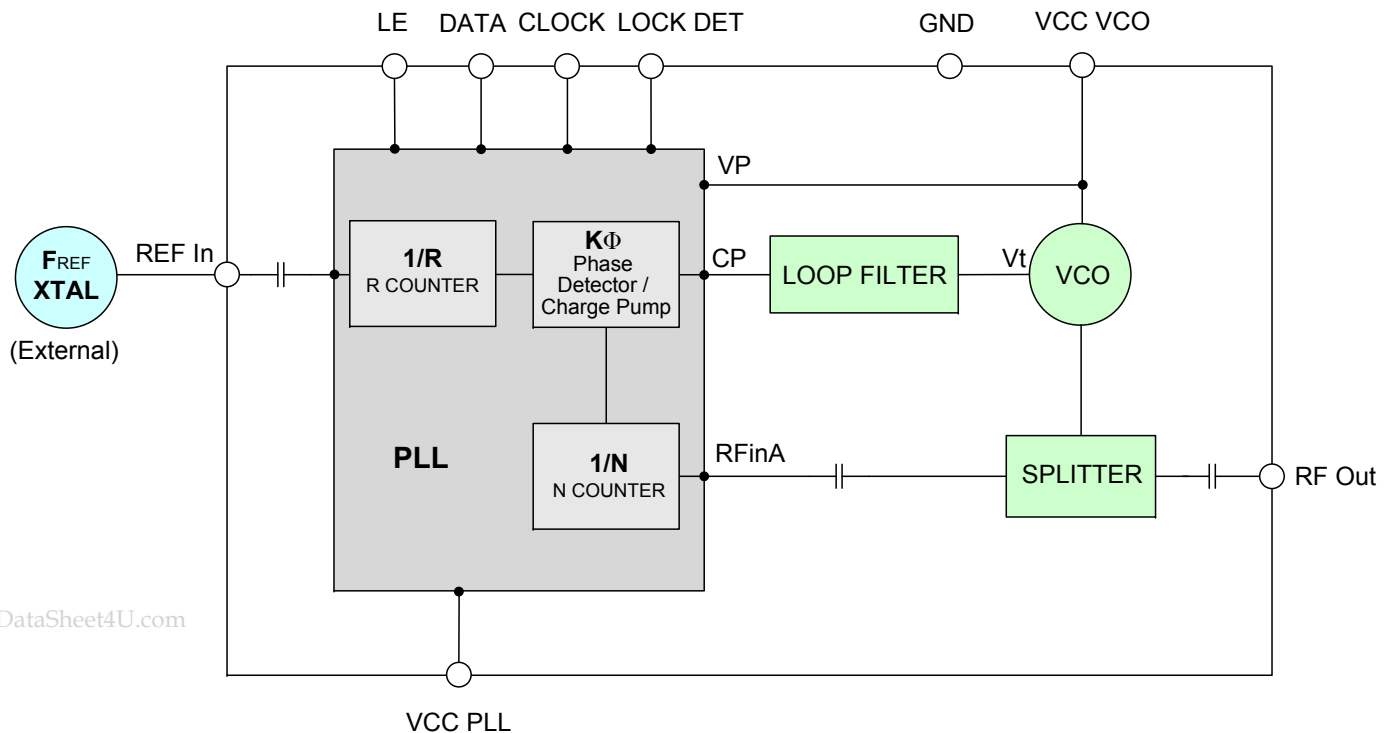 LE DATA CLOCK LOCK DET GND VCC VCO
VP
FREF
XTAL
(External)
REF In
1/R
R COUNTER
KΦ
Phase
Detector /
Charge Pump
CP
LOOP FILTER
Vt
VCO
PLL
1/N
N COUNTER
RFinA
SPLITTER
RF Out
DataSheet4U.com
VCC PLL